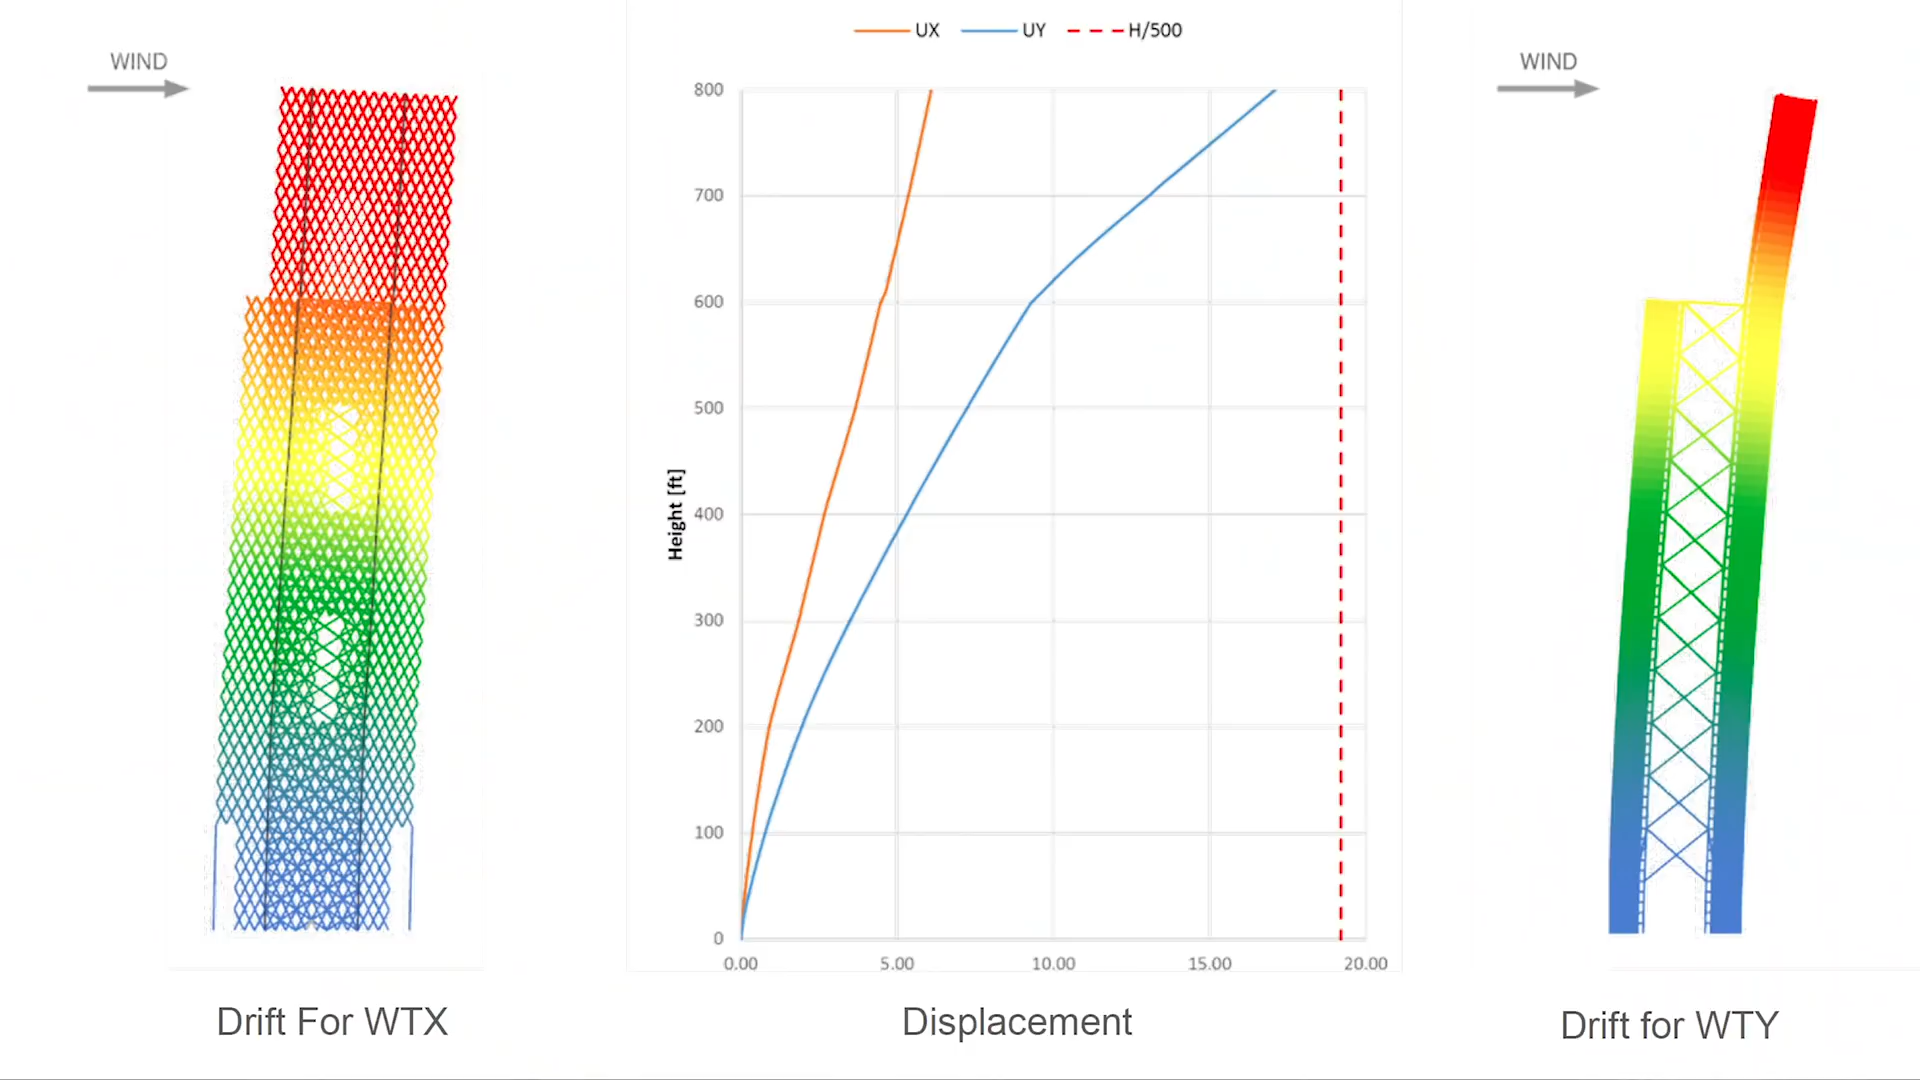 WIND
UX UY H/500
WIND
800
700
600
500
400
300
200
100
0
Height [ft]
0.00 5.00 10.00 15.00 20.00
Drift For WTX
Displacement
Drift for WTY